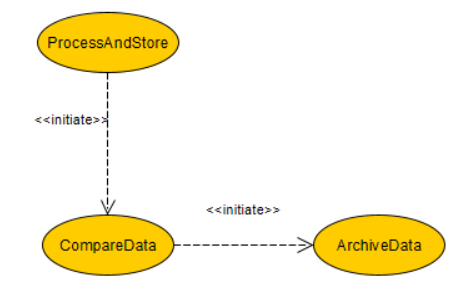 ProcessAndStore
<<initiate>>
<<initiate>>
CompareData
ArchiveData